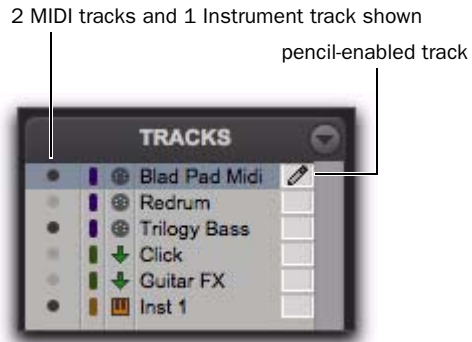 2 MIDI tracks and 1 Instrument track shown
pencil-enabled track
TRACKS
Blad Pad Midi
Redrum
Trilogy Bass
Click
Guitar FX
Inst 1